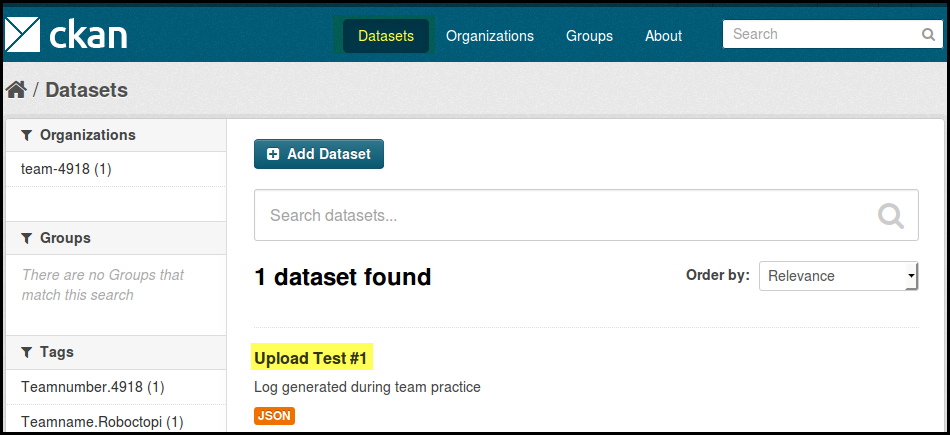 ckan
Datasets Organizations Groups About Search
/ Datasets
Organizations
team-4918 (1)
Groups
There are no Groups that
match this search
Tags
Teamnumber.4918 (1)
Teamname.Roboctopi (1)
Add Dataset
Search datasets...
1 dataset found
Order by: Relevance
Upload Test #1
Log generated during team practice
JSON